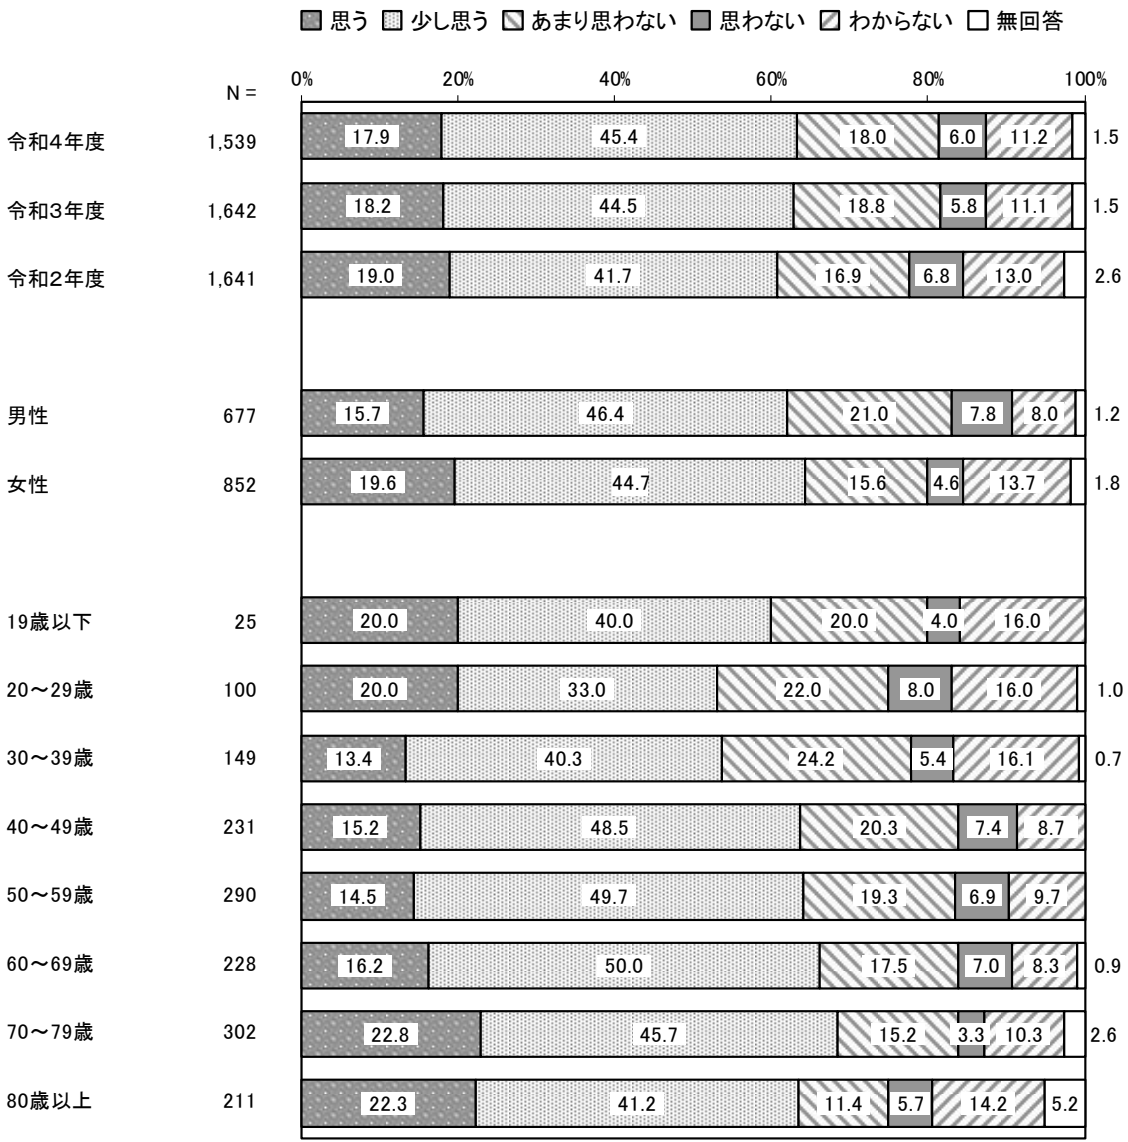 思う 少し思う あまり思わない 思わない わからない 無回答
0% 20% 40% 60% 80% 100%
N =
令和4年度 1,539 17.9 45.4 18.0 6.0 11.2 1.5
令和3年度 1,642 18.2 44.5 18.8 5.8 11.1 1.5
令和2年度 1,641 19.0 41.7 16.9 6.8 13.0 2.6
男性 677 15.7 46.4 21.0 7.8 8.0 1.2
女性 852 19.6 44.7 15.6 4.6 13.7 1.8
19歳以下 25 20.0 40.0 20.0 4.0 16.0
20～29歳 100 20.0 33.0 22.0 8.0 16.0 1.0
30～39歳 149 13.4 40.3 24.2 5.4 16.1 0.7
40～49歳 231 15.2 48.5 20.3 7.4 8.7
50～59歳 290 14.5 49.7 19.3 6.9 9.7
60～69歳 228 16.2 50.0 17.5 7.0 8.3 0.9
70～79歳 302 22.8 45.7 15.2 3.3 10.3 2.6
80歳以上 211 22.3 41.2 11.4 5.7 14.2 5.2